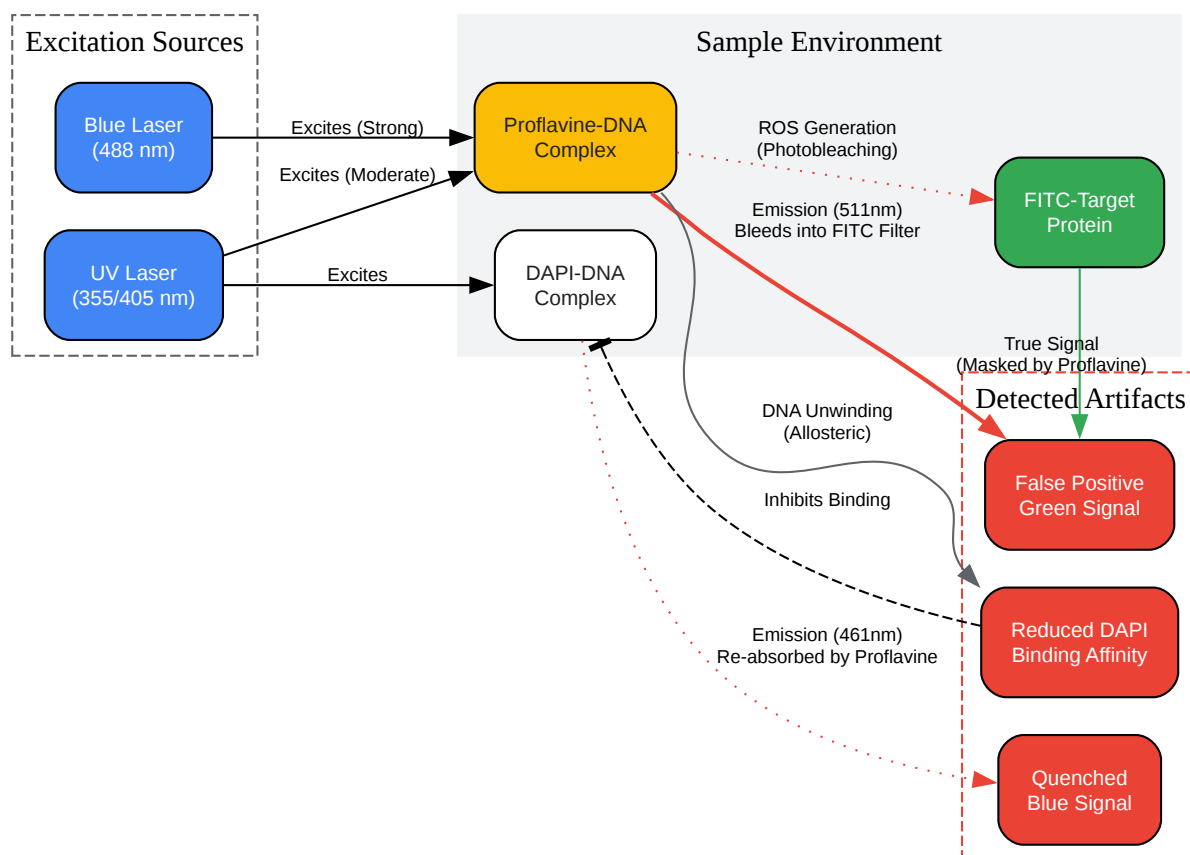 Excitation Sources
Sample Environment
Blue Laser
(488 nm)
Excites (Strong)
Proflavine-DNA
Complex
ROS Generation
(Photobleaching)
Excites (Moderate)
FITC-Target
Protein
Emission (511nm)
Bleeds into FITC Filter
UV Laser
(355/405 nm)
Excites
DAPI-DNA
Complex
True Signal
(Masked by Proflavine)
Detected Artifacts
DNA Unwinding
(Allosteric)
False Positive
Green Signal
Inhibits Binding
Reduced DAPI
Binding Affinity
Emission (461nm)
Re-absorbed by Proflavine
Quenched
Blue Signal